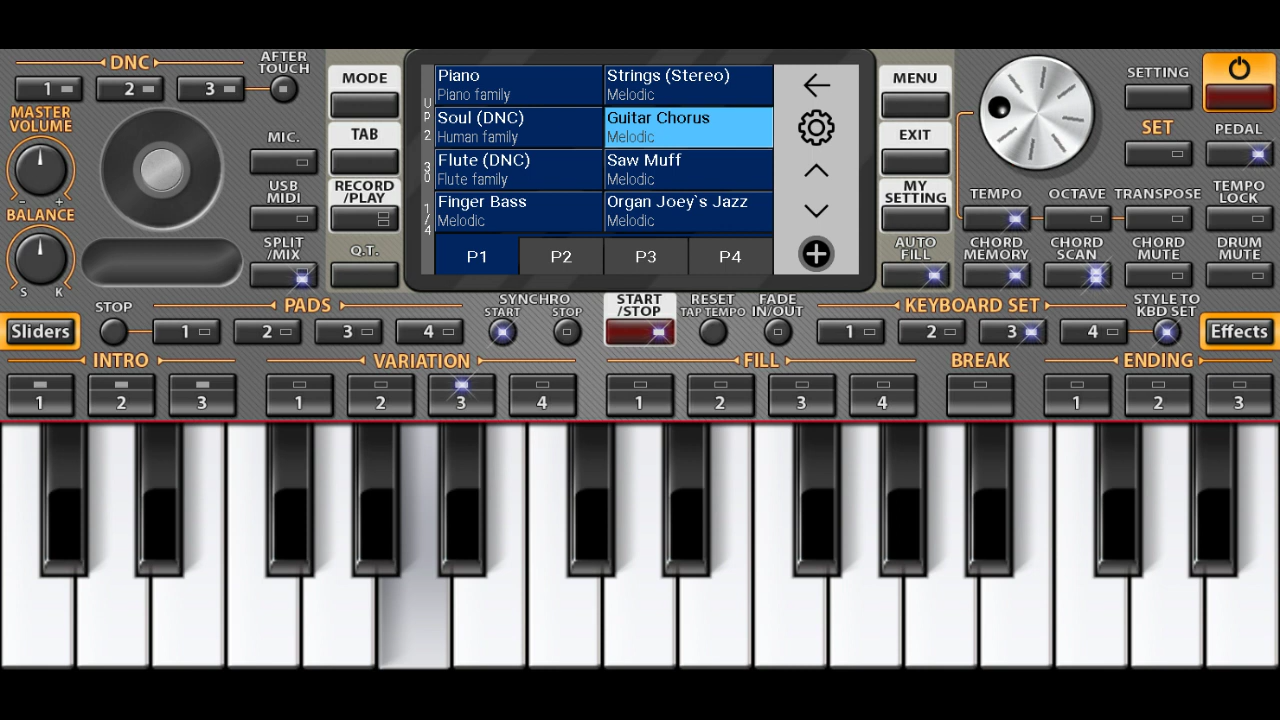 DNC
1
2
3
AFTER
TOUCH
MASTER
VOLUME
- +
BALANCE
S K
MIC.
USB
MIDI
SPLIT
/MIX
MODE
TAB
RECORD
/PLAY
Q.T.
UP 2
30
1/4
Piano
Piano family
Strings (Stereo)
Melodic
Soul (DNC)
Human family
Guitar Chorus
Melodic
Flute (DNC)
Flute family
Saw Muff
Melodic
Finger Bass
Melodic
Organ Joey`s Jazz
Melodic
P1
P2
P3
P4
MENU
EXIT
MY
SETTING
AUTO
FILL
SETTING
SET
PEDAL
TEMPO
OCTAVE
TRANSPOSE
TEMPO
LOCK
CHORD
MEMORY
CHORD
SCAN
CHORD
MUTE
DRUM
MUTE
Sliders
STOP
PADS
1
2
3
4
SYNCHRO
START
STOP
START
/STOP
RESET
TAP TEMPO
FADE
IN/OUT
KEYBOARD SET
1
2
3
4
STYLE TO
KBD SET
Effects
INTRO
1
2
3
VARIATION
1
2
3
4
FILL
1
2
3
4
BREAK
ENDING
1
2
3